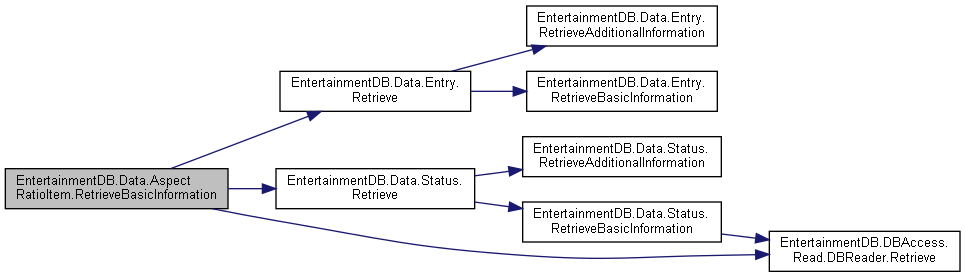 EntertainmentDB.Data.Entry.
RetrieveAdditionalInformation
EntertainmentDB.Data.Entry.
Retrieve
EntertainmentDB.Data.Entry.
RetrieveBasicInformation
EntertainmentDB.Data.Status.
RetrieveAdditionalInformation
EntertainmentDB.Data.Aspect
RatioItem.RetrieveBasicInformation
EntertainmentDB.Data.Status.
Retrieve
EntertainmentDB.Data.Status.
RetrieveBasicInformation
EntertainmentDB.DBAccess.
Read.DBReader.Retrieve